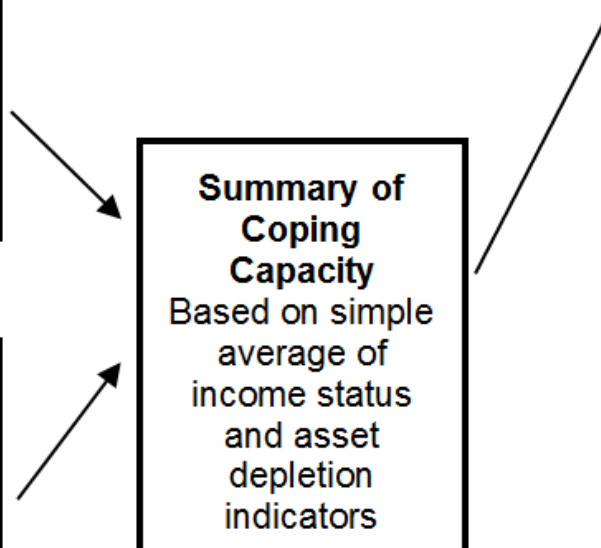 Summary of
Coping
Capacity
Based on simple
average of
income status
and asset
depletion
indicators